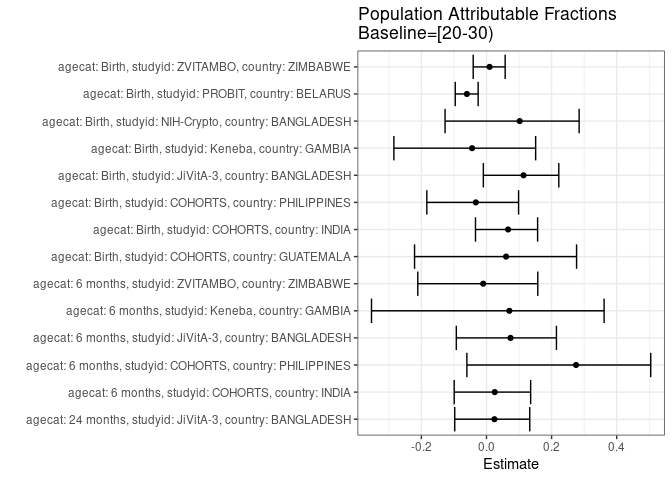 Population Attributable Fractions
Baseline=[20-30)
agecat: Birth, studyid: ZVITAMBO, country: ZIMBABWE
agecat: Birth, studyid: PROBIT, country: BELARUS
agecat: Birth, studyid: NIH-Crypto, country: BANGLADESH
agecat: Birth, studyid: Keneba, country: GAMBIA
agecat: Birth, studyid: JiVitA-3, country: BANGLADESH
agecat: Birth, studyid: COHORTS, country: PHILIPPINES
agecat: Birth, studyid: COHORTS, country: INDIA
agecat: Birth, studyid: COHORTS, country: GUATEMALA
agecat: 6 months, studyid: ZVITAMBO, country: ZIMBABWE
agecat: 6 months, studyid: Keneba, country: GAMBIA
agecat: 6 months, studyid: JiVitA-3, country: BANGLADESH
agecat: 6 months, studyid: COHORTS, country: PHILIPPINES
agecat: 6 months, studyid: COHORTS, country: INDIA
agecat: 24 months, studyid: JiVitA-3, country: BANGLADESH
-0.2 0.0 0.2 0.4
Estimate